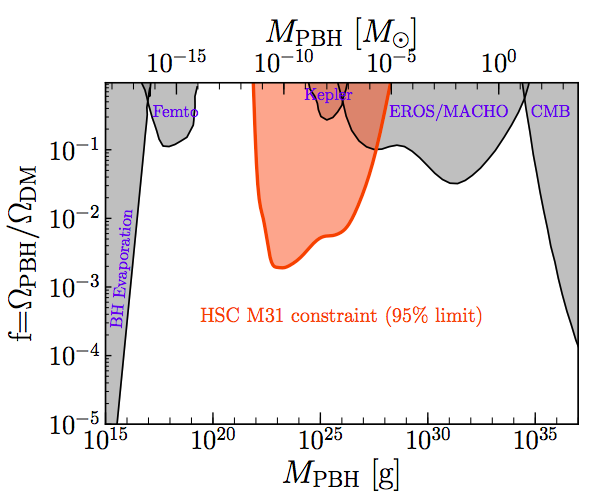 M_PBH [M_⊙]
10^−15 10^−10 10^−5 10^0
Kepler
Femto
EROS/MACHO
CMB
10^−1
10^−2
10^−3
10^−4
10^−5
f=Ω_PBH/Ω_DM
BH Evaporation
HSC M31 constraint (95% limit)
10^15 10^20 10^25 10^30 10^35
M_PBH [g]